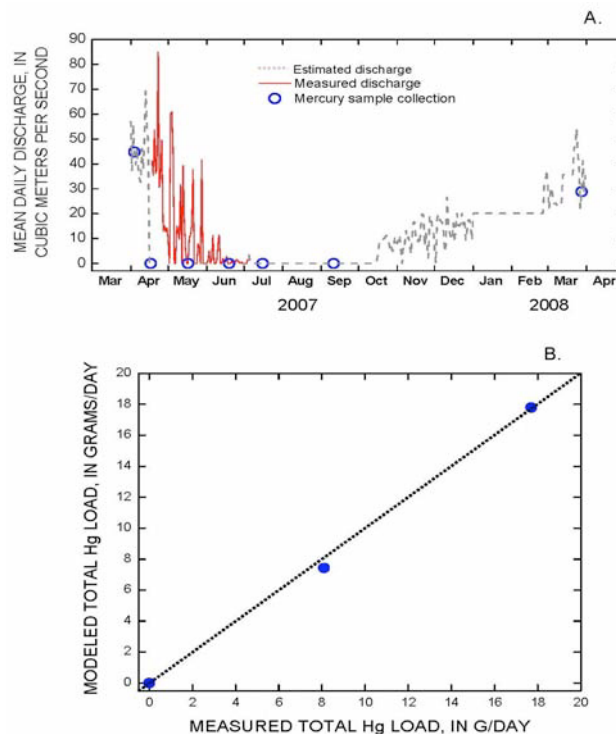 A.
MEAN DAILY DISCHARGE, IN
CUBIC METERS PER SECOND
90
80
70
60
50
40
30
20
10
0
Estimated discharge
Measured discharge
Mercury sample collection
Mar Apr May Jun Jul Aug Sep Oct Nov Dec Jan Feb Mar Apr
2007 2008
B.
MODELED TOTAL Hg LOAD, IN GRAMS/DAY
20
18
16
14
12
10
8
6
4
2
0
0 2 4 6 8 10 12 14 16 18 20
MEASURED TOTAL Hg LOAD, IN G/DAY